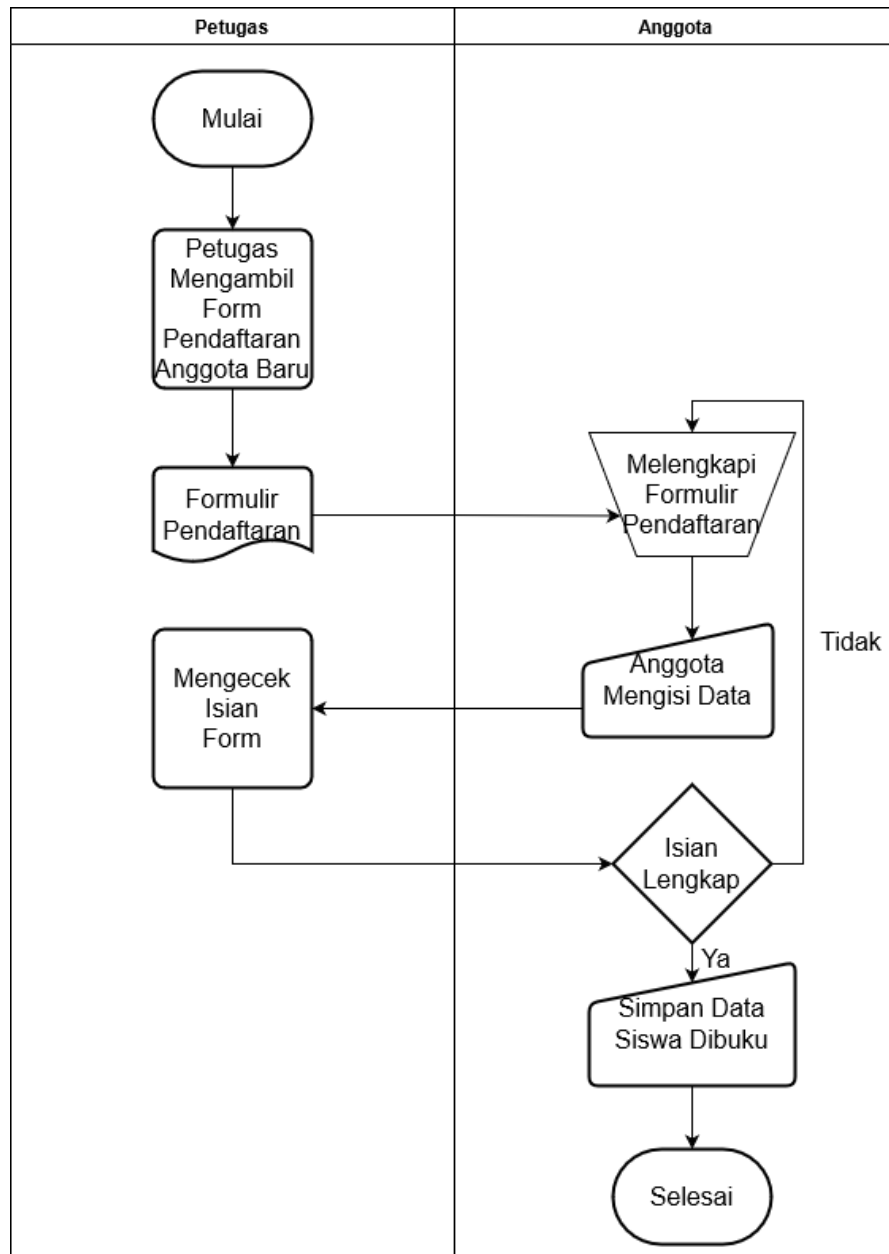 Petugas
Anggota
Mulai
Petugas
Mengambil
Form
Pendaftaran
Anggota Baru
Formulir
Pendaftaran
Melengkapi
Formulir
Pendaftaran
Anggota
Mengisi Data
Tidak
Mengecek
Isian
Form
Isian
Lengkap
Ya
Simpan Data
Siswa Dibuku
Selesai